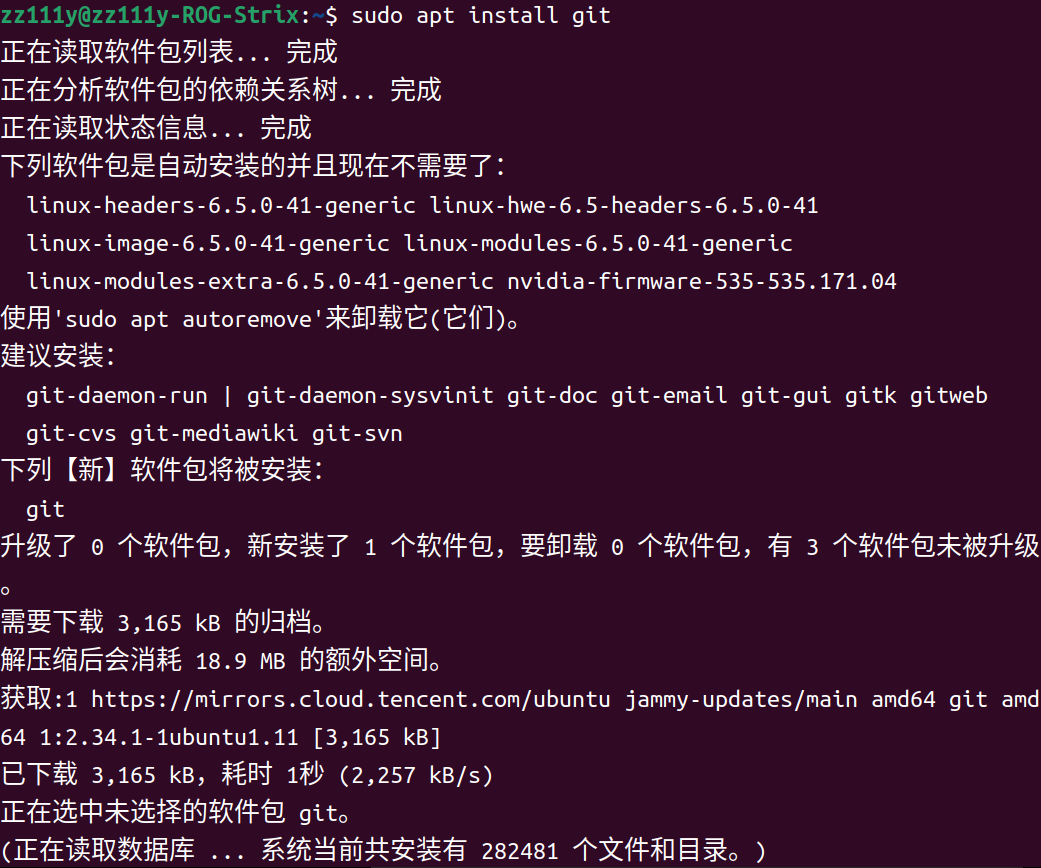 zz111y@zz111y-ROG-Strix:~$ sudo apt install git
正在读取软件包列表... 完成
正在分析软件包的依赖关系树... 完成
正在读取状态信息... 完成
下列软件包是自动安装的并且现在不需要了：
  linux-headers-6.5.0-41-generic linux-hwe-6.5-headers-6.5.0-41
  linux-image-6.5.0-41-generic linux-modules-6.5.0-41-generic
  linux-modules-extra-6.5.0-41-generic nvidia-firmware-535-535.171.04
使用'sudo apt autoremove'来卸载它(它们)。
建议安装：
  git-daemon-run | git-daemon-sysvinit git-doc git-email git-gui gitk gitweb
  git-cvs git-mediawiki git-svn
下列【新】软件包将被安装：
  git
升级了 0 个软件包，新安装了 1 个软件包，要卸载 0 个软件包，有 3 个软件包未被升级
。
需要下载 3,165 kB 的归档。
解压缩后会消耗 18.9 MB 的额外空间。
获取:1 https://mirrors.cloud.tencent.com/ubuntu jammy-updates/main amd64 git amd
64 1:2.34.1-1ubuntu1.11 [3,165 kB]
已下载 3,165 kB，耗时 1秒 (2,257 kB/s)
正在选中未选择的软件包 git。
(正在读取数据库 ... 系统当前共安装有 282481 个文件和目录。)